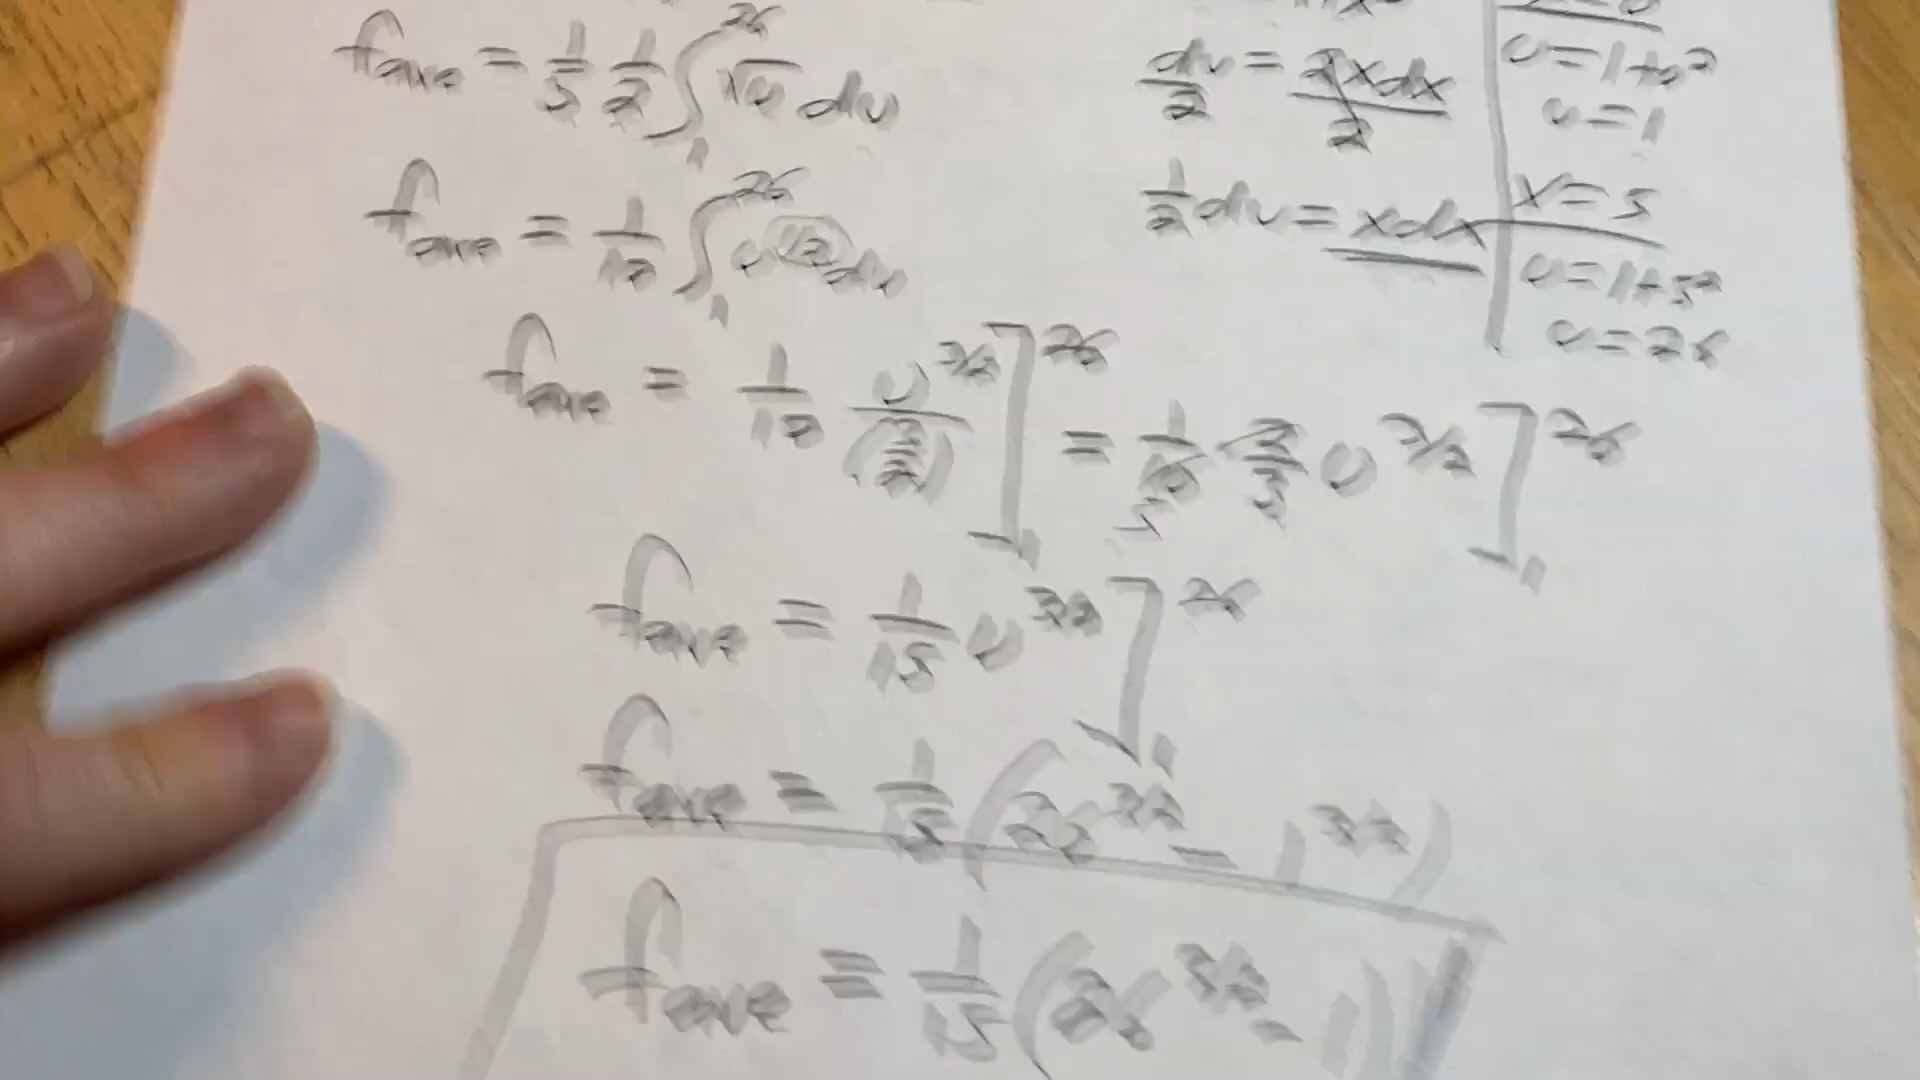 f_ave = 1/5 1/2 ∫_1^26 √u du
f_ave = 1/10 ∫_1^26 u^(1/2) du
f_ave = 1/10 u^(3/2)/(3/2) ]_1^26 = 1/10 2/3 u^(3/2) ]_1^26
5
f_ave = 1/15 u^(3/2) ]_1^26
f_ave = 1/15 (26^(3/2) - 1^(3/2))
f_ave = 1/15 (26^(3/2) - 1)
du/2 = 2xdx/2
1/2 du = xdx
u = 1+0²
u = 1
x = 5
u = 1+5²
u = 26